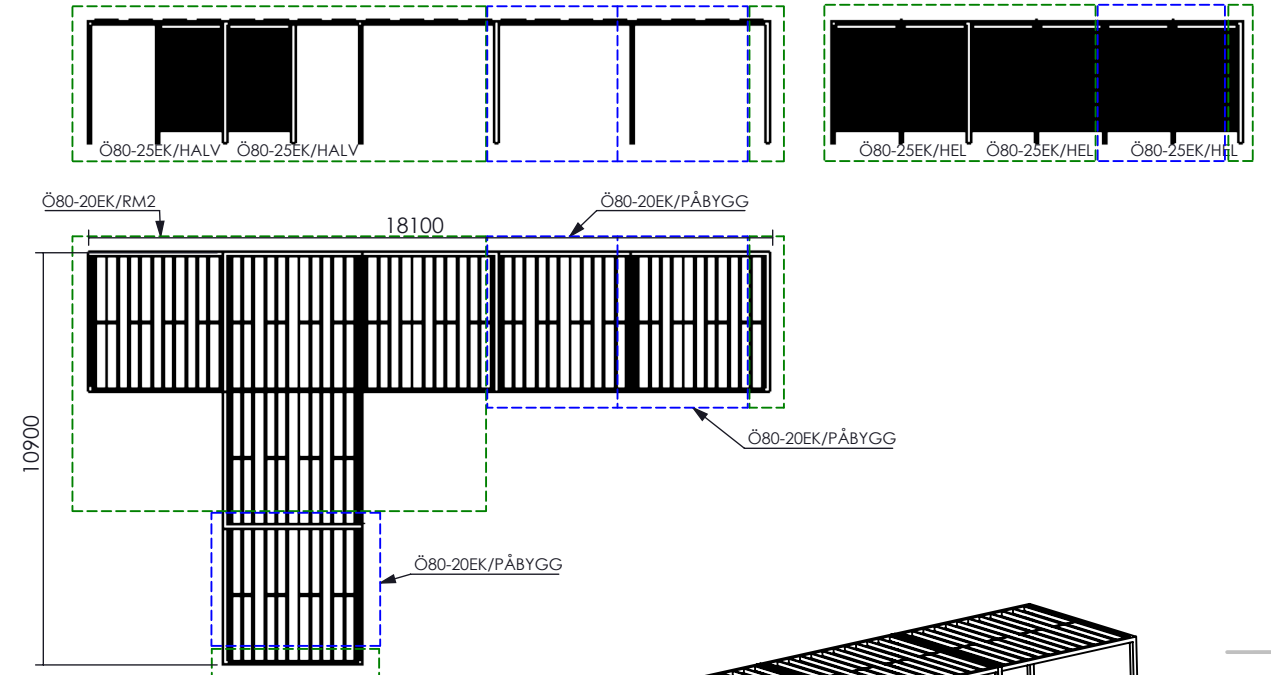 Ö80-25EK/HALV Ö80-25EK/HALV
Ö80-25EK/HEL Ö80-25EK/HEL Ö80-25EK/HEL
Ö80-20EK/RM2
Ö80-20EK/PÅBYGG
18100
10900
Ö80-20EK/PÅBYGG
Ö80-20EK/PÅBYGG